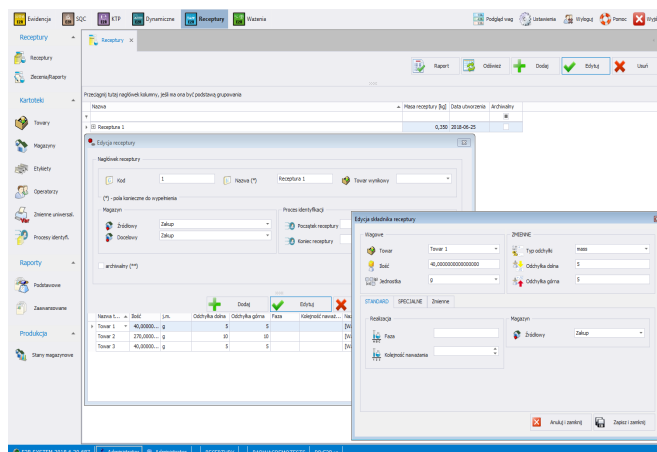 Ewidencja SQC KTP Dynamiczne Receptury Ważenia Podgląd wag Ustawienia Wyloguj Pomoc
Receptury
Receptury ×
Receptury
Zlecenia/Raporty
Raport Odśwież Dodaj Edytuj Usuń
Przeciągnij tutaj nagłówek kolumny, jeśli ma ona być podstawą grupowania
Kartoteki
Nazwa Masa receptury [kg] Data utworzenia Archiwalny
Towary
Receptura 1 0,350 2018-06-25
Magazyny
Etykiety
Operatorzy
Zmienne uniwersal.
Procesy identyfi.
Raporty
Podstawowe
Zaawansowane
Produkcja
Stany magazynowe
Edycja receptury
Nagłówek receptury
Kod 1 Nazwa (*) Receptura 1 Towar wynikowy
(*) - pola konieczne do wypełnienia
Magazyn Proces identyfikacji
Źródłowy Zakup Początek receptury
Docelowy Zakup Koniec receptury
archiwalny (**)
Dodaj Edytuj
Nazwa t... Ilość j.m. Odchyłka dolna Odchyłka górna Faza Kolejność naważ...
Towar 1 40,00000... g 5 5
Towar 2 270,0000... g 10 10
Towar 3 40,00000... g 5 5
Edycja składnika receptury
Wagowe ZMIENNE
Towar Towar 1 Typ odchyłki mass
Ilość 40,0000000000000000 Odchyłka dolna 5
Jednostka g Odchyłka górna 5
STANDARD SPECJALNE Zmienne
Realizacja Magazyn
Faza Źródłowy Zakup
Kolejność naważania
Anuluj i zamknij Zapisz i zamknij